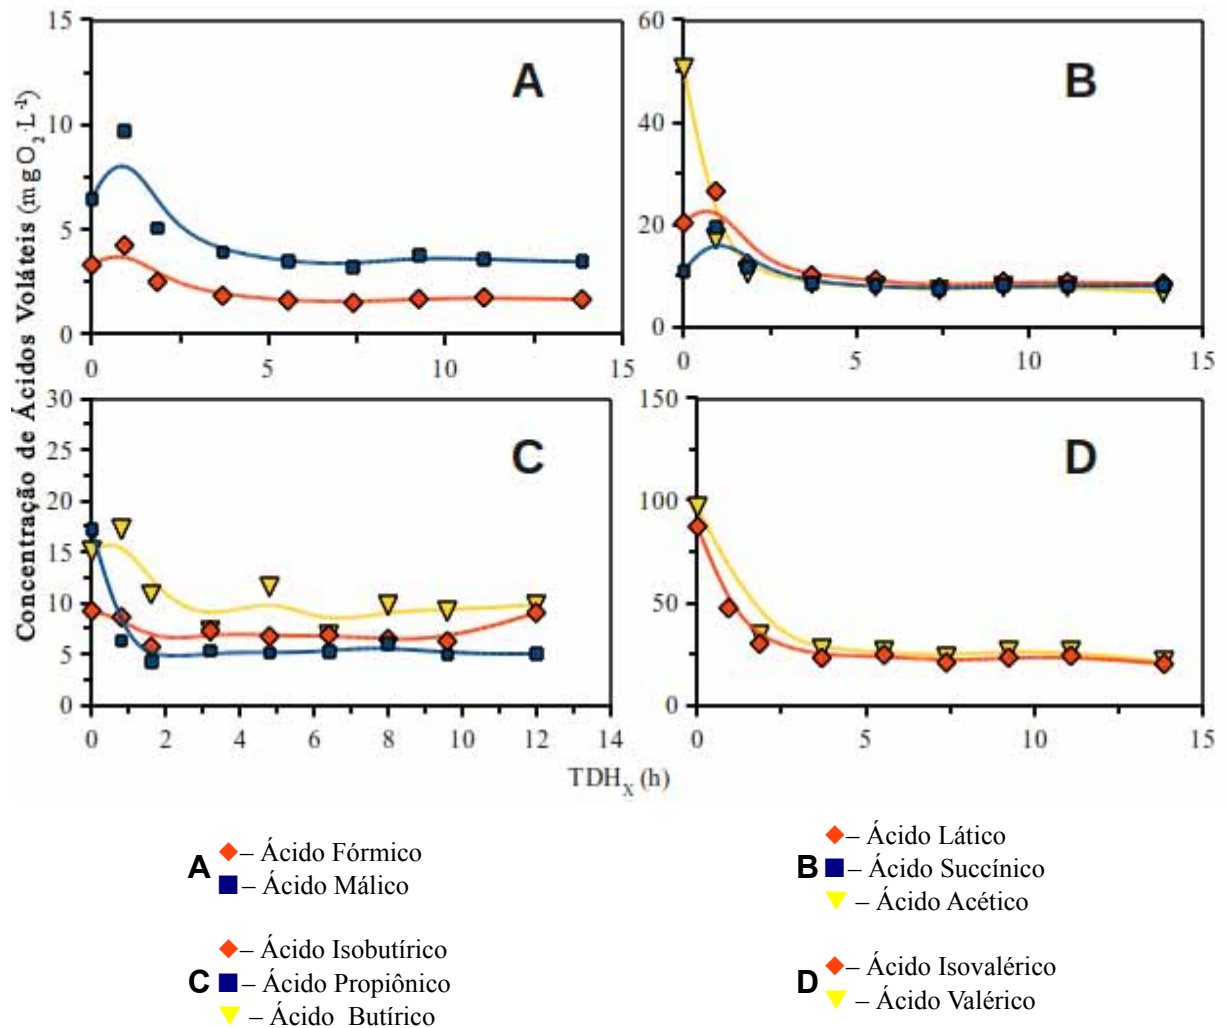 Concentração de Ácidos Voláteis (mg O₂·L⁻¹)
15
10
5
0
0 5 10 15
A
60
40
20
0
0 5 10 15
B
30
25
20
15
10
5
0
0 2 4 6 8 10 12 14
C
150
100
50
0
0 5 10 15
D
TDHₓ (h)
A
– Ácido Fórmico
– Ácido Málico
B
– Ácido Lático
– Ácido Succínico
– Ácido Acético
C
– Ácido Isobutírico
– Ácido Propiônico
– Ácido Butírico
D
– Ácido Isovalérico
– Ácido Valérico